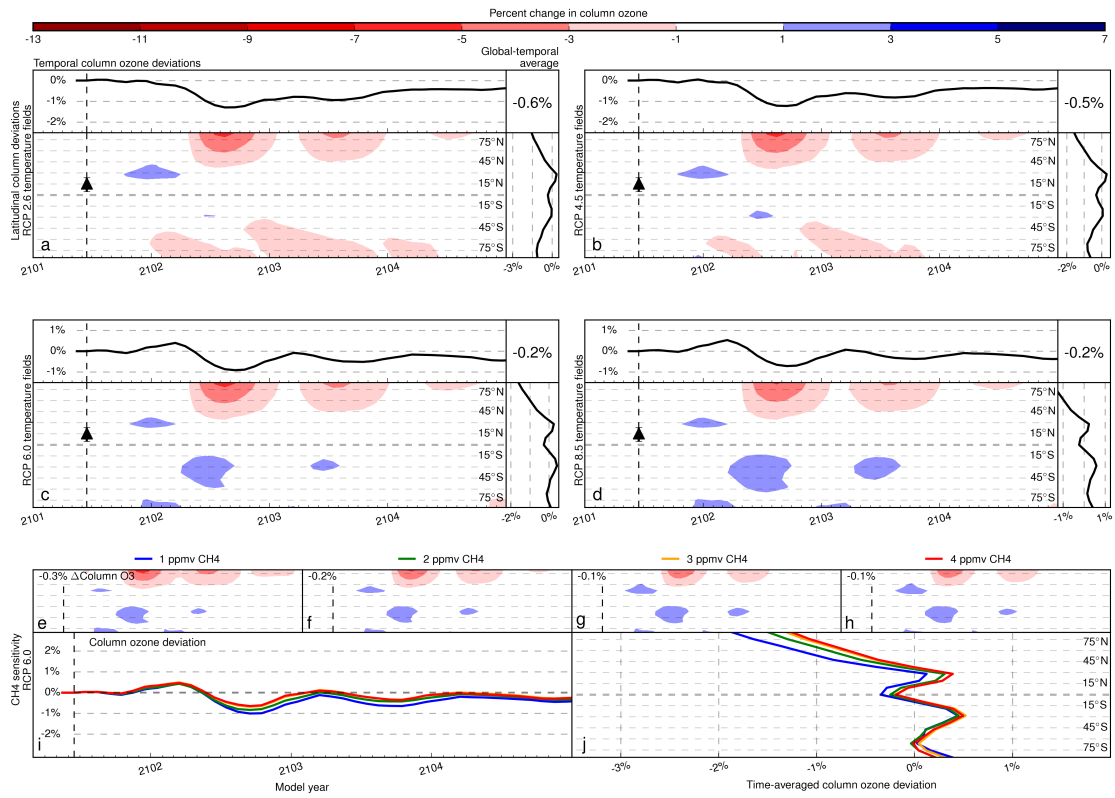 Percent change in column ozone
-13 -11 -9 -7 -5 -3 -1 1 3 5 7
Temporal column ozone deviations
Global-temporal
average
0%
-1%
-2%
-0.6%
Latitudinal column deviations
RCP 2.6 temperature fields
75°N
45°N
15°N
15°S
45°S
75°S
a
2101 2102 2103 2104
-3% 0%
0%
-1%
-2%
-0.5%
RCP 4.5 temperature fields
75°N
45°N
15°N
15°S
45°S
75°S
b
2101 2102 2103 2104
-2% 0%
1%
0%
-1%
-0.2%
RCP 6.0 temperature fields
75°N
45°N
15°N
15°S
45°S
75°S
c
2101 2102 2103 2104
-2% 0%
1%
0%
-1%
-0.2%
RCP 8.5 temperature fields
75°N
45°N
15°N
15°S
45°S
75°S
d
2101 2102 2103 2104
-1% 1%
1 ppmv CH4 2 ppmv CH4 3 ppmv CH4 4 ppmv CH4
-0.3% ΔColumn O3
e
-0.2%
f
-0.1%
g
-0.1%
h
CH4 sensitivity
RCP 6.0
Column ozone deviation
2%
1%
0%
-1%
-2%
i
2102 2103 2104
Model year
75°N
45°N
15°N
15°S
45°S
75°S
j
-3% -2% -1% 0% 1%
Time-averaged column ozone deviation